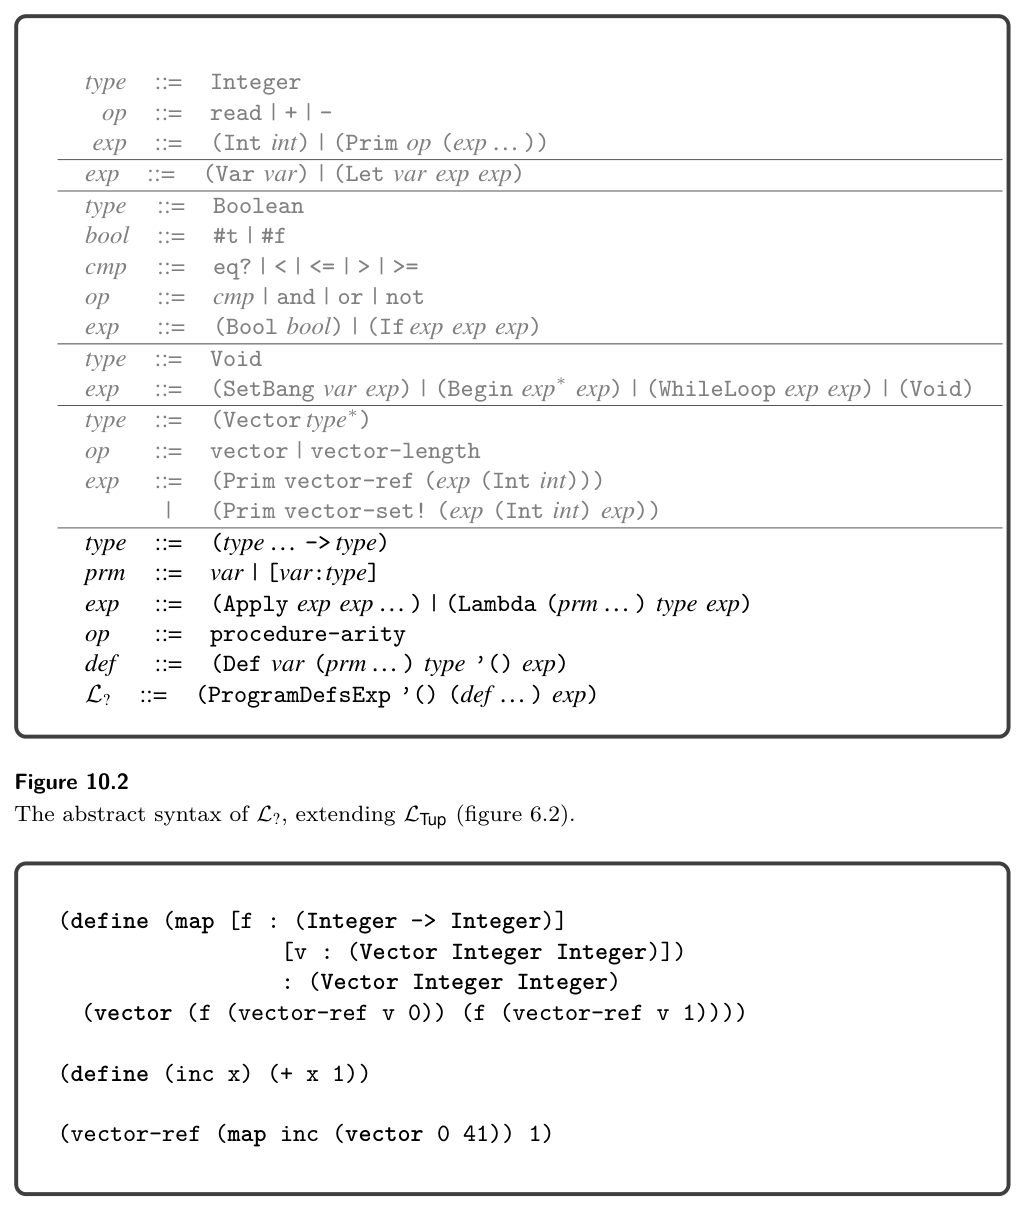 type ::= Integer
op ::= read | + | -
exp ::= (Int int) | (Prim op (exp ...))
exp ::= (Var var) | (Let var exp exp)
type ::= Boolean
bool ::= #t | #f
cmp ::= eq? | < | <= | > | >=
op ::= cmp | and | or | not
exp ::= (Bool bool) | (If exp exp exp)
type ::= Void
exp ::= (SetBang var exp) | (Begin exp* exp) | (WhileLoop exp exp) | (Void)
type ::= (Vector type*)
op ::= vector | vector-length
exp ::= (Prim vector-ref (exp (Int int)))
| (Prim vector-set! (exp (Int int) exp))
type ::= (type ... -> type)
prm ::= var | [var:type]
exp ::= (Apply exp exp ...) | (Lambda (prm ...) type exp)
op ::= procedure-arity
def ::= (Def var (prm ...) type '() exp)
ℒ? ::= (ProgramDefsExp '() (def ...) exp)
Figure 10.2
The abstract syntax of ℒ?, extending ℒTup (figure 6.2).
(define (map [f : (Integer -> Integer)]
[v : (Vector Integer Integer)])
: (Vector Integer Integer)
(vector (f (vector-ref v 0)) (f (vector-ref v 1))))
(define (inc x) (+ x 1))
(vector-ref (map inc (vector 0 41)) 1)